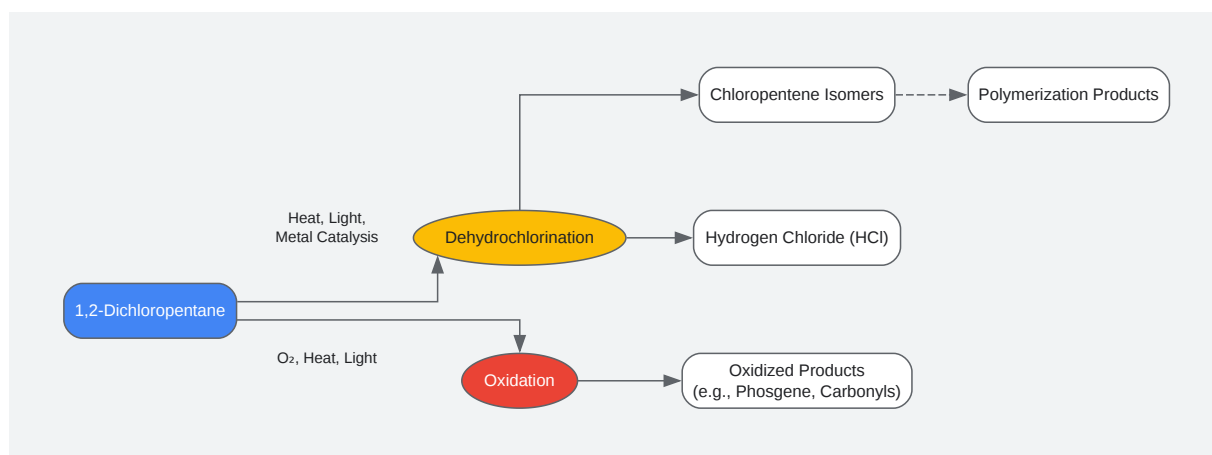 Chloropentene Isomers
Polymerization Products
Heat, Light,
Metal Catalysis
Dehydrochlorination
Hydrogen Chloride (HCl)
1,2-Dichloropentane
O₂, Heat, Light
Oxidation
Oxidized Products
(e.g., Phosgene, Carbonyls)